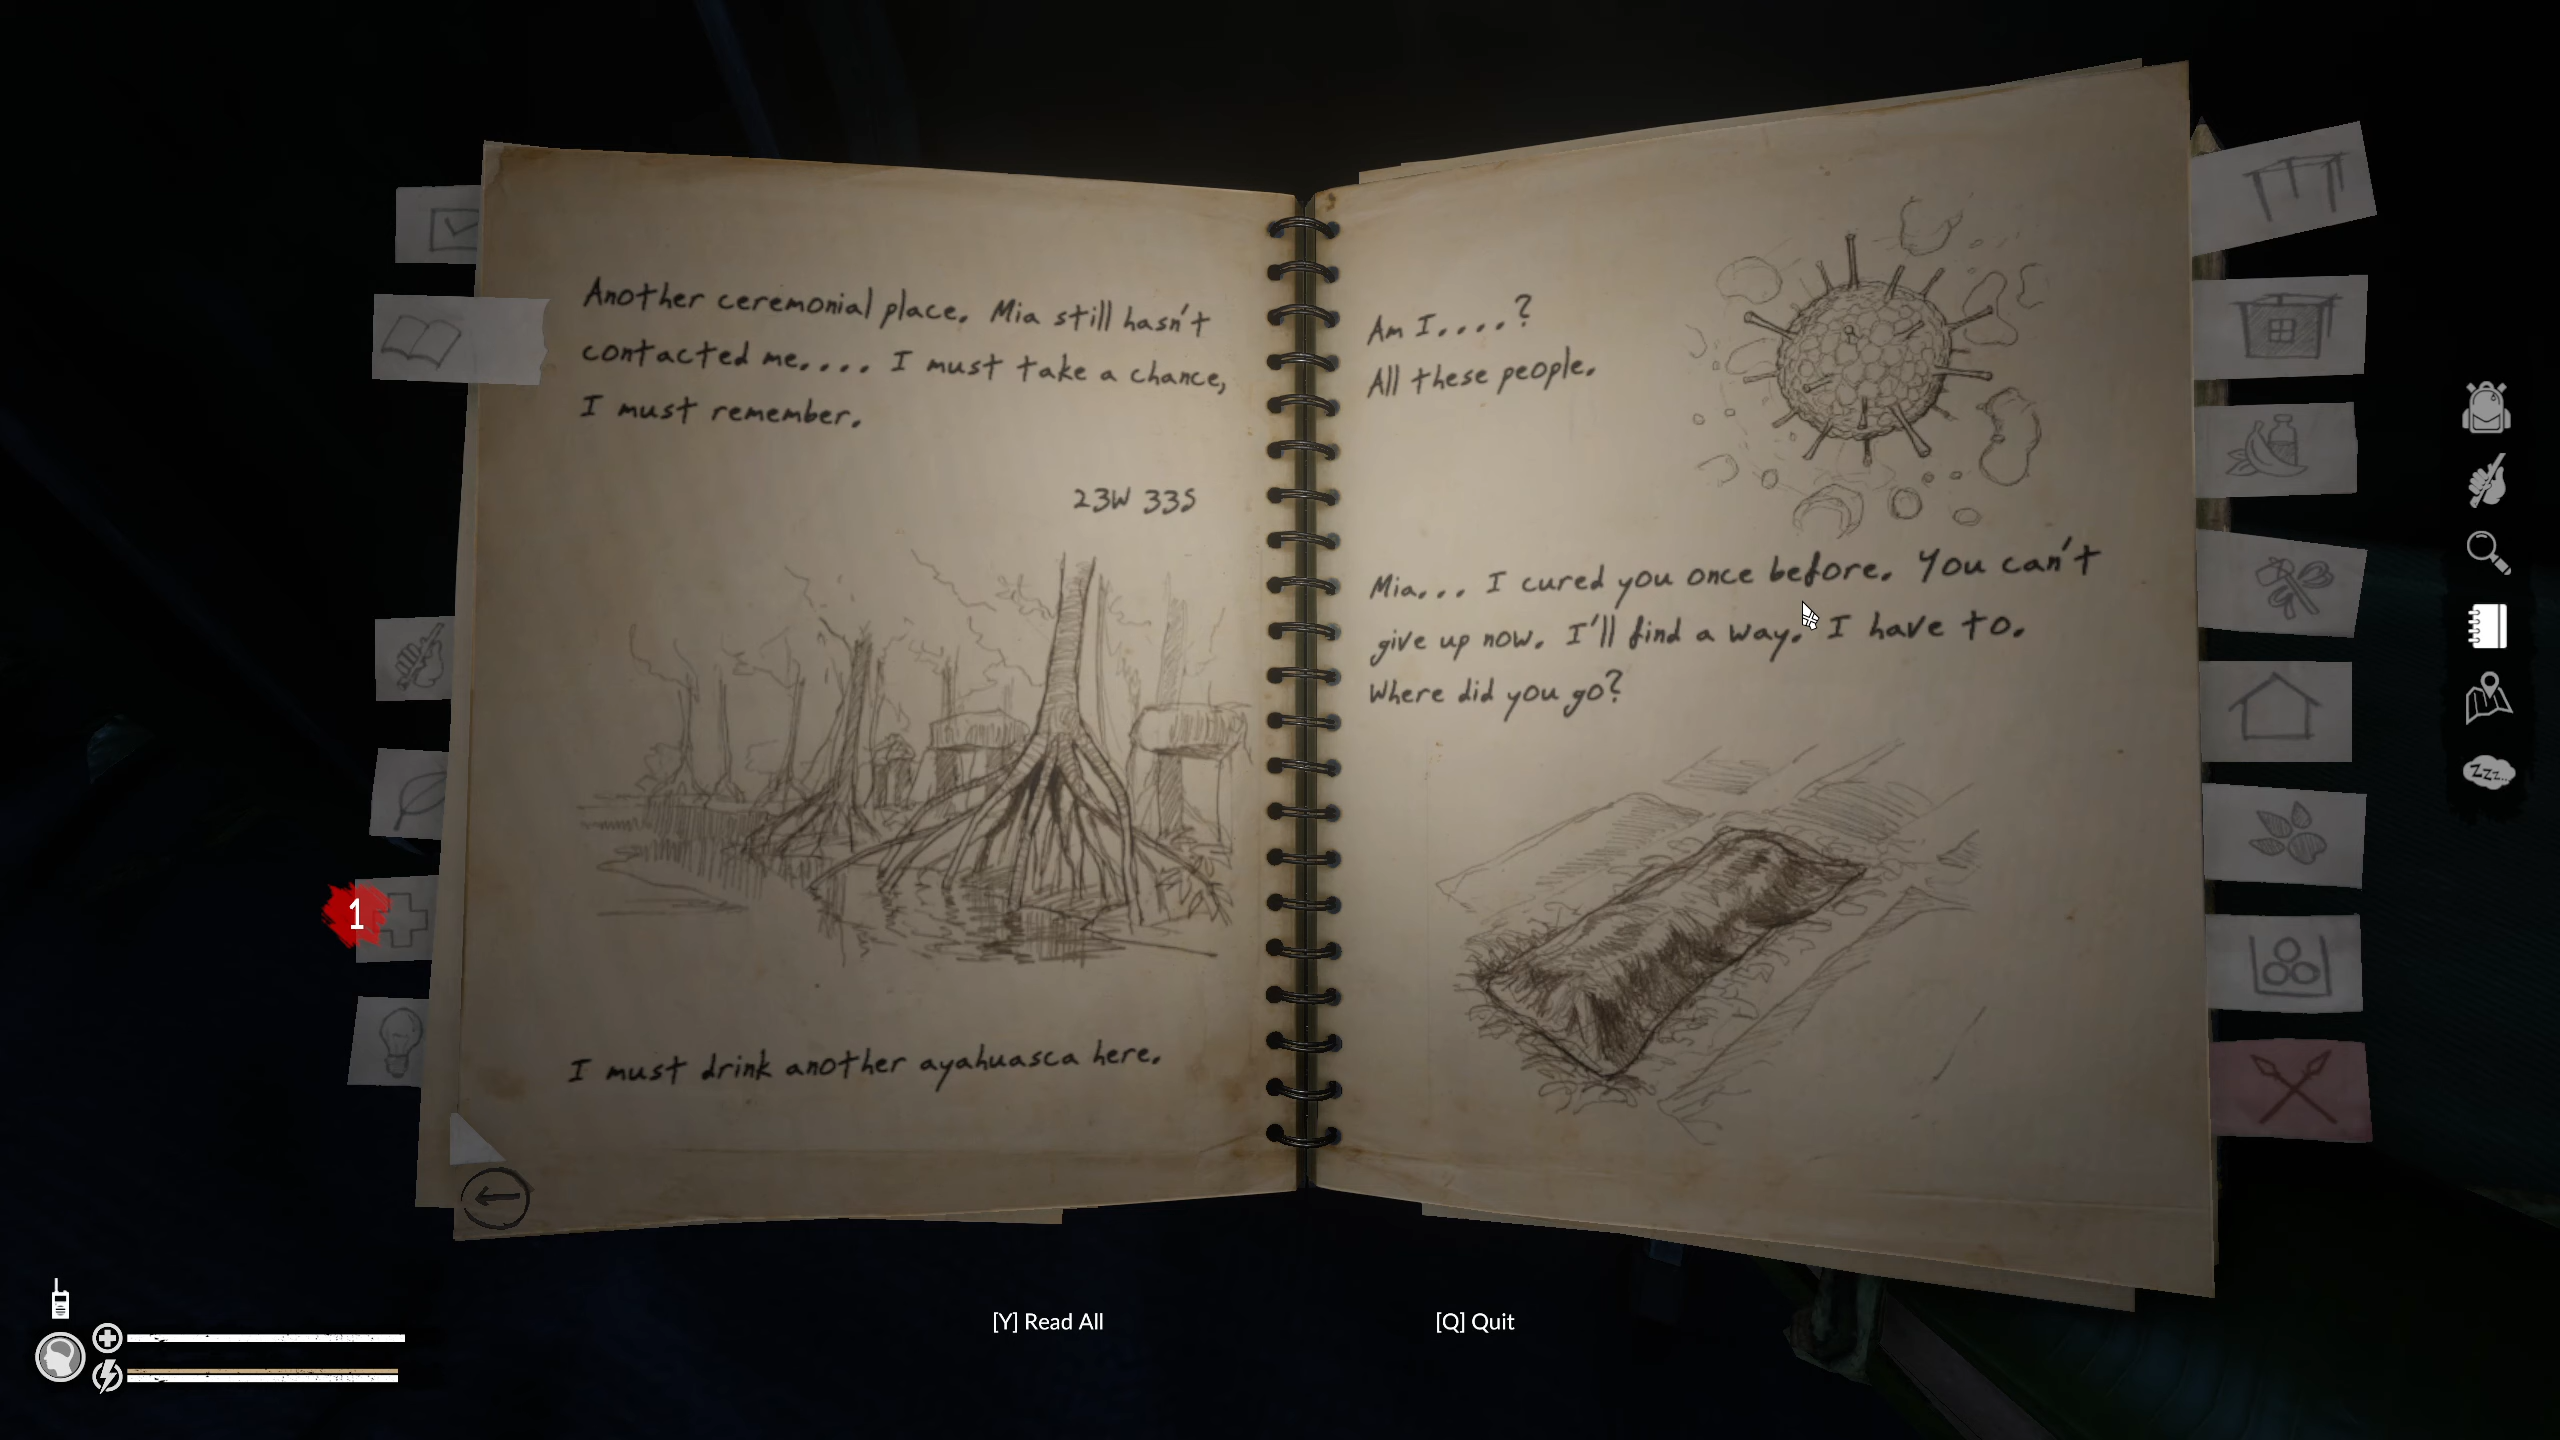 Another ceremonial place. Mia still hasn't
contacted me.... I must take a chance,
I must remember.
23W 33S
I must drink another ayahuasca here.
Am I....?
All these people.
Mia... I cured you once before. You can't
give up now. I'll find a way. I have to.
Where did you go?
1
Zzz...
[Y] Read All
[Q] Quit